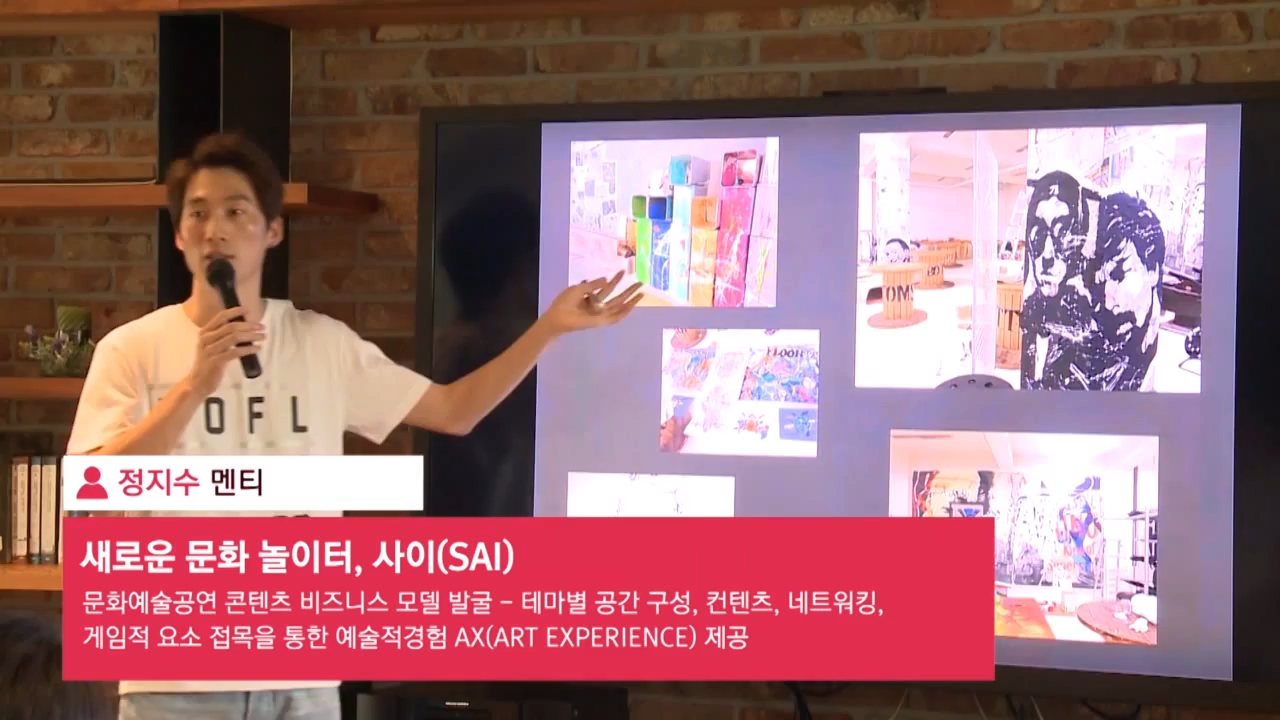 OFL
OMS
FLOOR
정지수 멘티
새로운 문화 놀이터, 사이(SAI)
문화예술공연 콘텐츠 비즈니스 모델 발굴 – 테마별 공간 구성, 컨텐츠, 네트워킹,
게임적 요소 접목을 통한 예술적경험 AX(ART EXPERIENCE) 제공